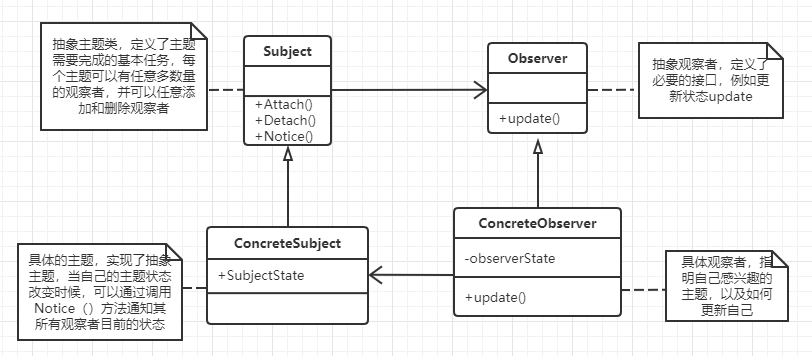 抽象主题类，定义了主题
需要完成的基本任务，每
个主题可以有任意多数量
的观察者，并可以任意添
加和删除观察者
Subject
+Attach()
+Detach()
+Notice()
Observer
+update()
抽象观察者，定义了
必要的接口，例如更
新状态update
具体的主题，实现了抽象
主题，当自己的主题状态
改变时候，可以通过调用
Notice（）方法通知其
所有观察者目前的状态
ConcreteSubject
+SubjectState
ConcreteObserver
-observerState
+update()
具体观察者，指
明自己感兴趣的
主题，以及如何
更新自己